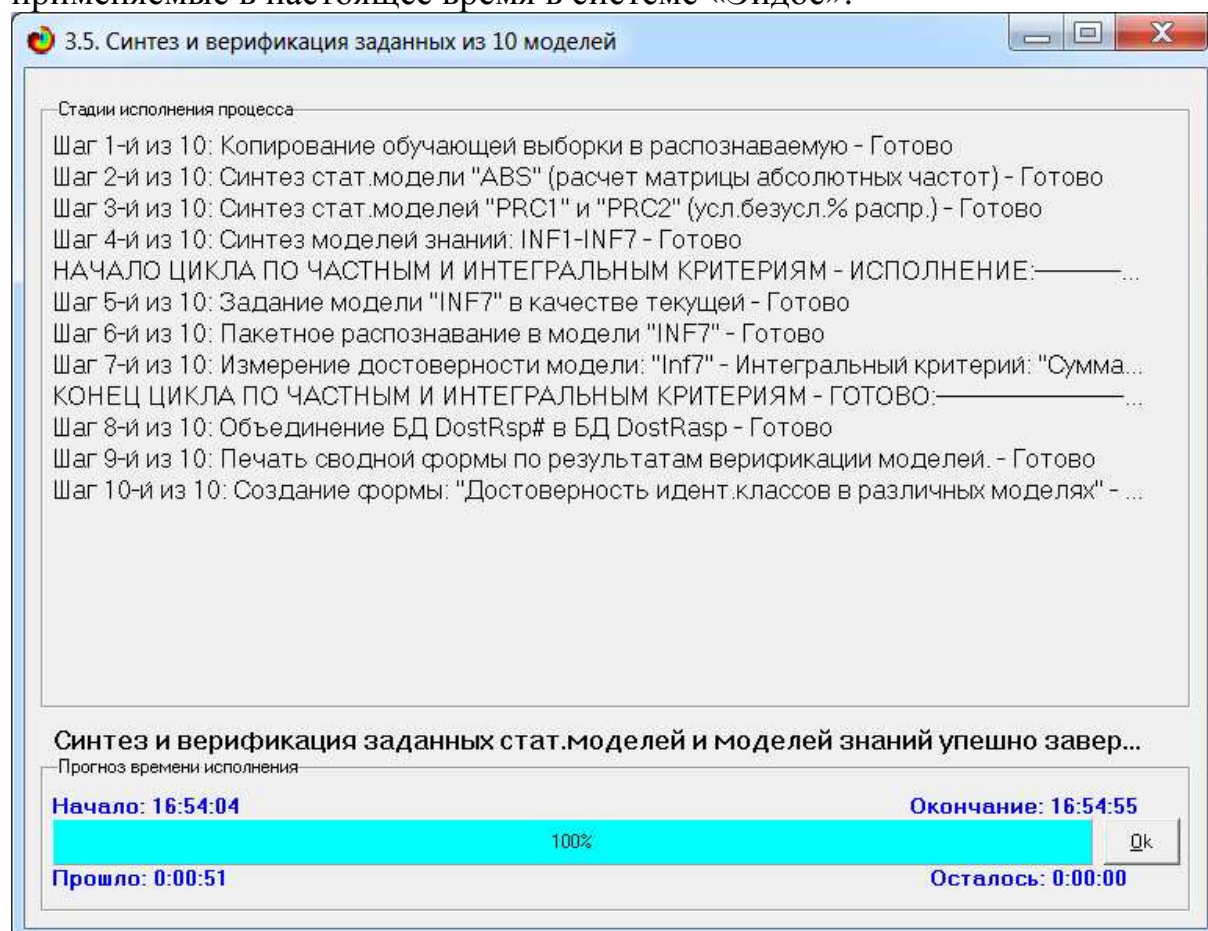 применяемые в настоящее время в системе «Эйдос».
3.5. Синтез и верификация заданных из 10 моделей
Стадии исполнения процесса
Шаг 1-й из 10: Копирование обучающей выборки в распознаваемую - Готово
Шаг 2-й из 10: Синтез стат.модели "ABS" (расчет матрицы абсолютных частот) - Готово
Шаг 3-й из 10: Синтез стат.моделей "PRC1" и "PRC2" (усл.безусл.% распр.) - Готово
Шаг 4-й из 10: Синтез моделей знаний: INF1-INF7 - Готово
НАЧАЛО ЦИКЛА ПО ЧАСТНЫМ И ИНТЕГРАЛЬНЫМ КРИТЕРИЯМ - ИСПОЛНЕНИЕ:————...
Шаг 5-й из 10: Задание модели "INF7" в качестве текущей - Готово
Шаг 6-й из 10: Пакетное распознавание в модели "INF7" - Готово
Шаг 7-й из 10: Измерение достоверности модели: "Inf7" - Интегральный критерий: "Сумма...
КОНЕЦ ЦИКЛА ПО ЧАСТНЫМ И ИНТЕГРАЛЬНЫМ КРИТЕРИЯМ - ГОТОВО:————————...
Шаг 8-й из 10: Объединение БД DostRsp# в БД DostRasp - Готово
Шаг 9-й из 10: Печать сводной формы по результатам верификации моделей. - Готово
Шаг 10-й из 10: Создание формы: "Достоверность идент.классов в различных моделях" - ...
Синтез и верификация заданных стат.моделей и моделей знаний упешно завер...
Прогноз времени исполнения
Начало: 16:54:04 Окончание: 16:54:55
100% Ok
Прошло: 0:00:51 Осталось: 0:00:00